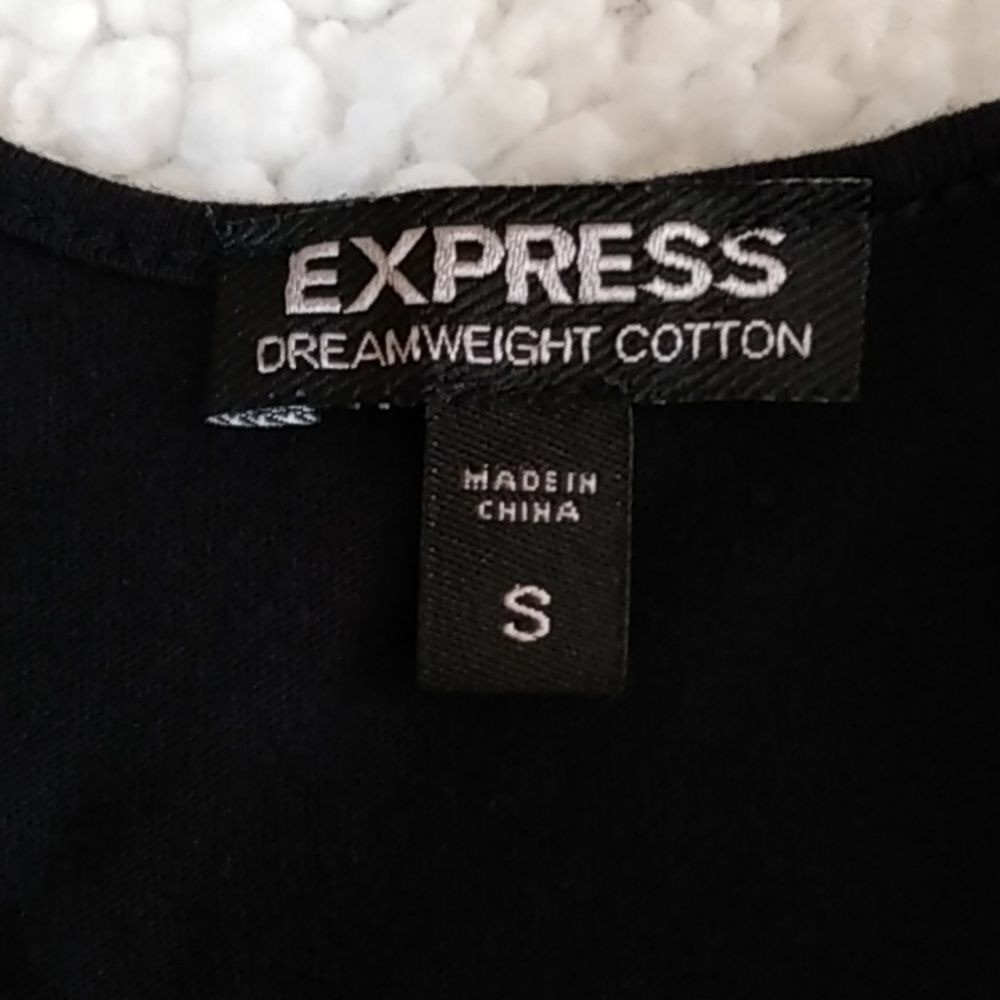 EXPRESS
DREAMWEIGHT COTTON
MADE IN
CHINA
S